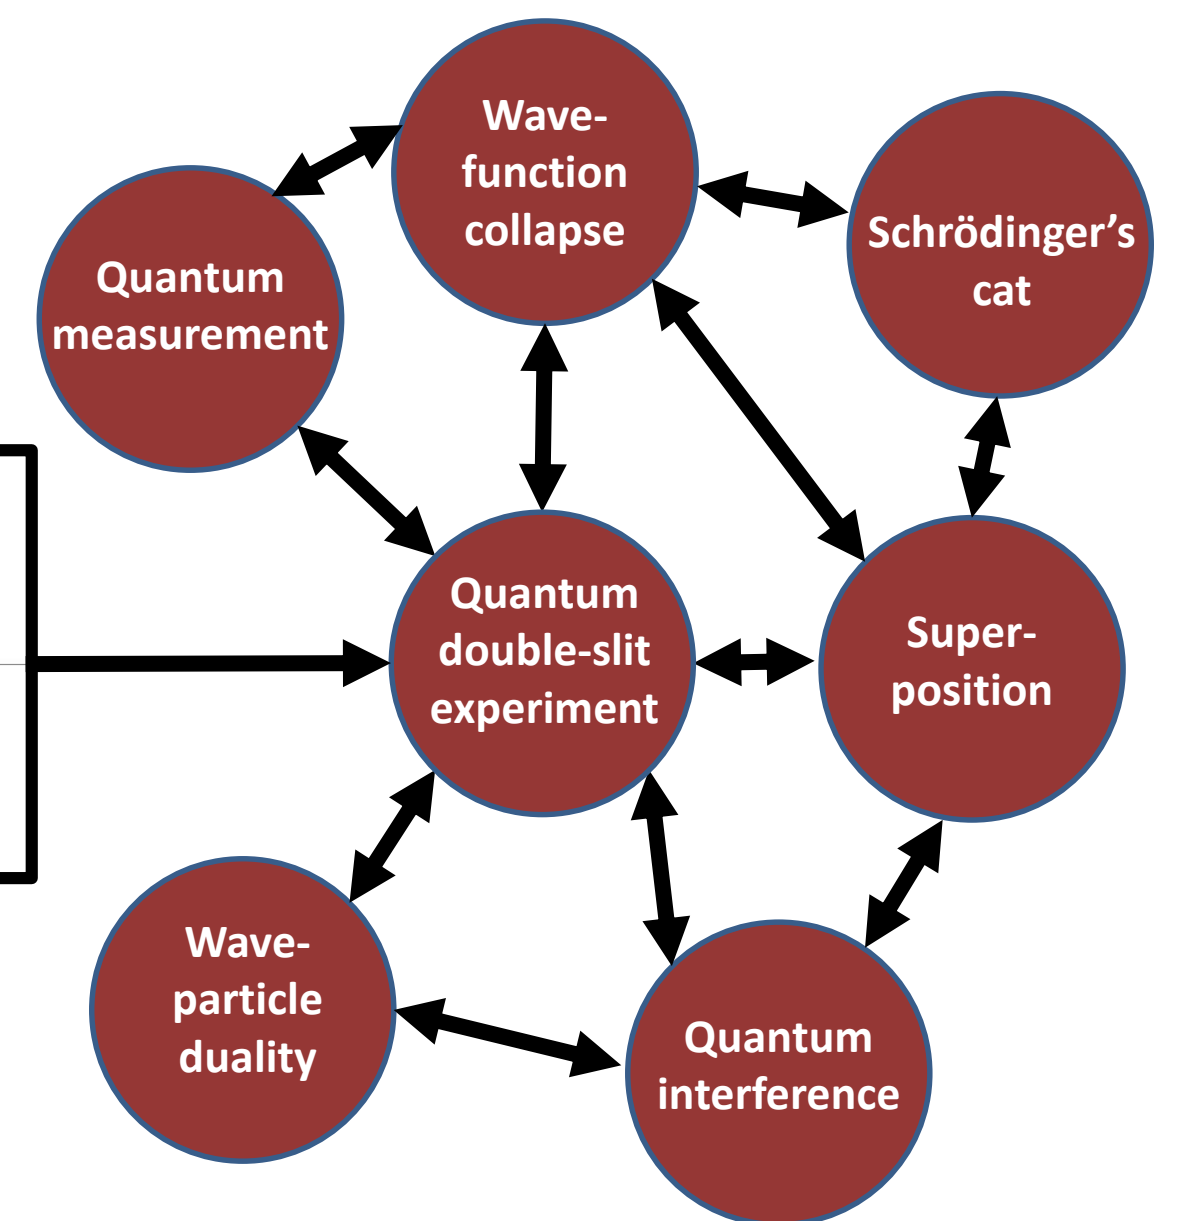 Wave-
function
collapse
Schrödinger’s
cat
Quantum
measurement
Quantum
double-slit
experiment
Super-
position
Wave-
particle
duality
Quantum
interference